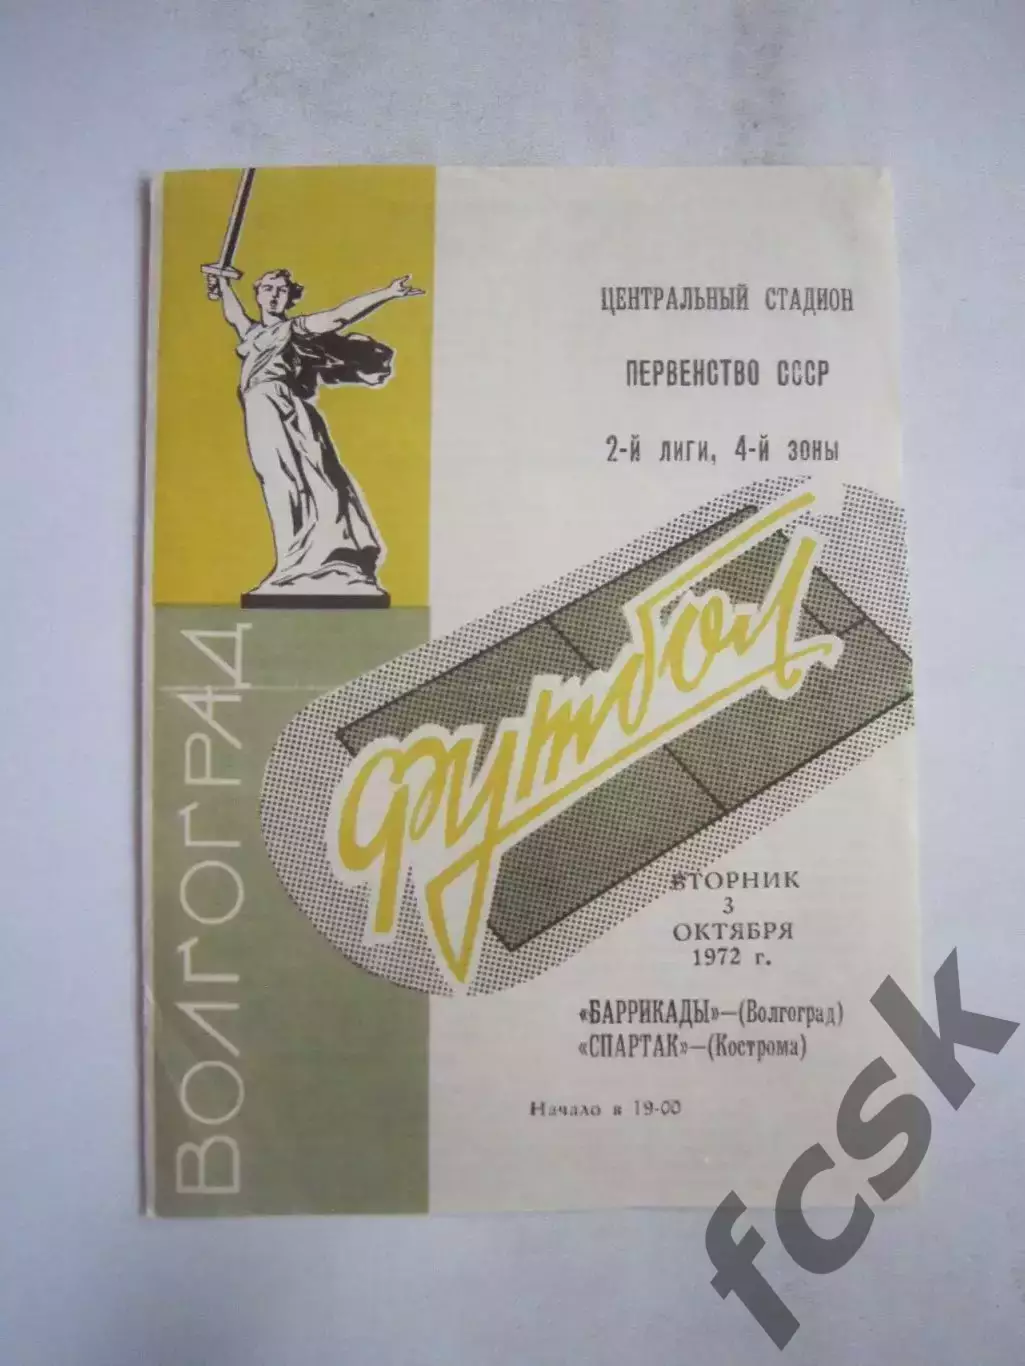 ВОЛГОГРАД
ЦЕНТРАЛЬНЫЙ СТАДИОН
ПЕРВЕНСТВО СССР
2-й лиги, 4-й зоны
футбол
ВТОРНИК
3
ОКТЯБРЯ
1972 г.
«БАРРИКАДЫ»—(Волгоград)
«СПАРТАК»—(Кострома)
Начало в 19-00
fcsk